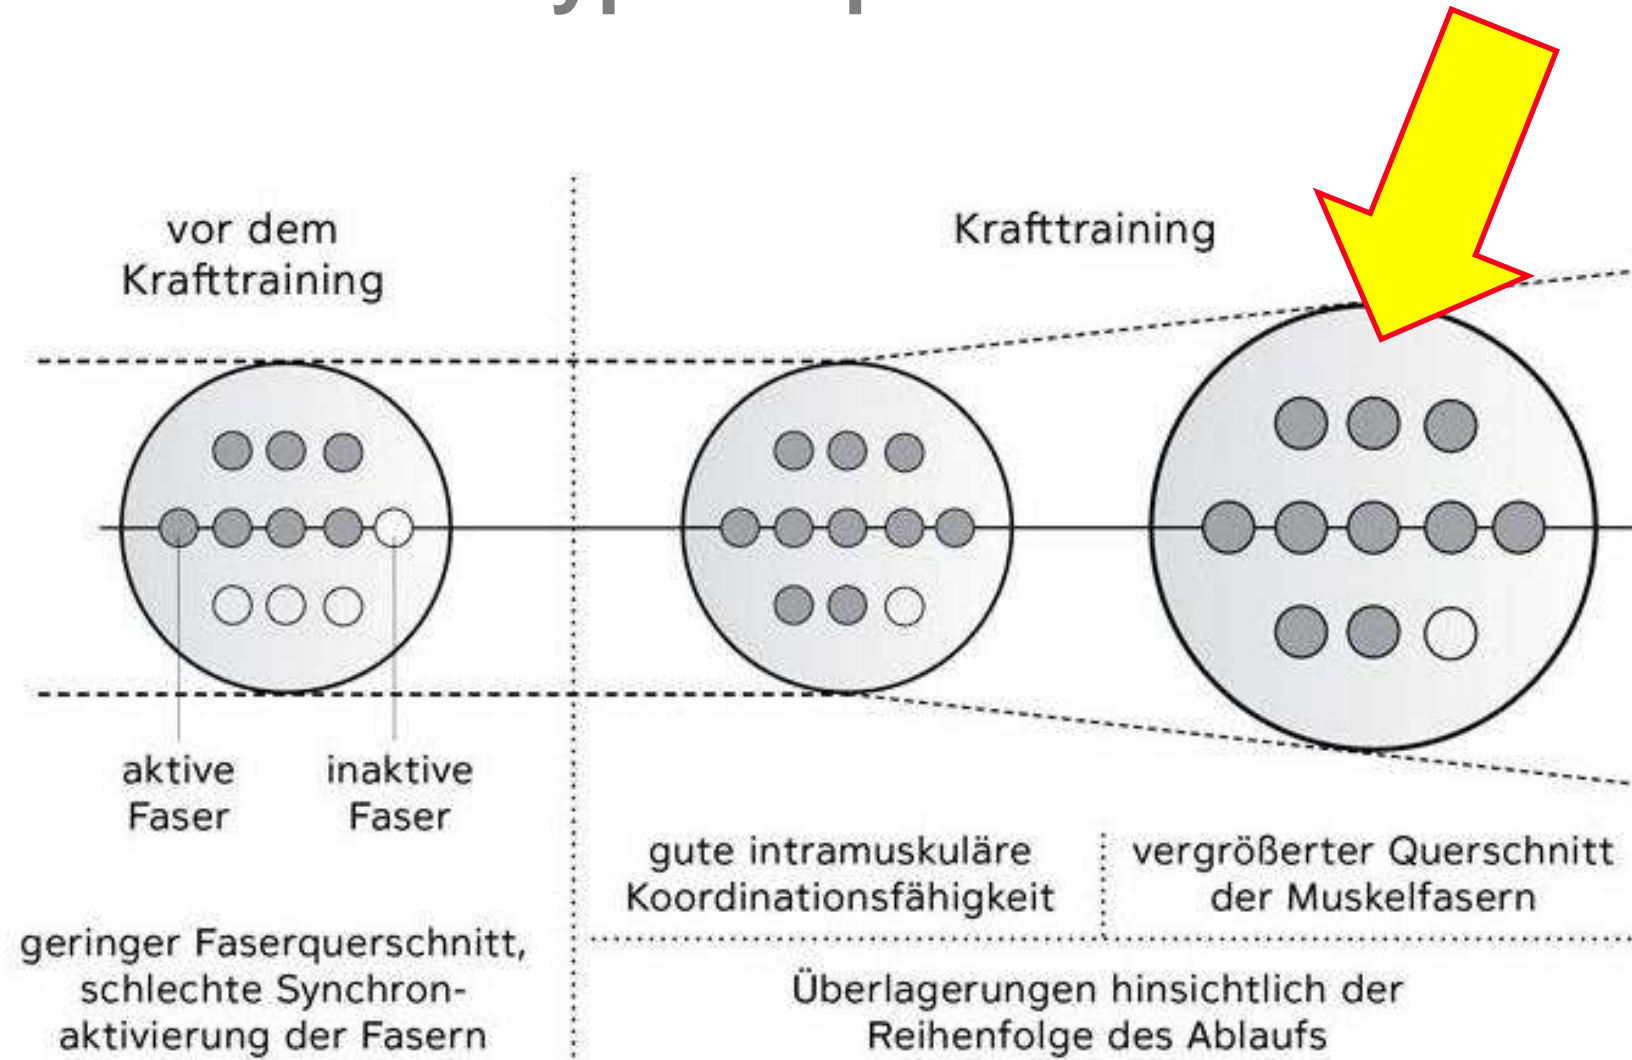 vor dem
Krafttraining
Krafttraining
aktive
Faser
inaktive
Faser
gute intramuskuläre
Koordinationsfähigkeit
vergrößerter Querschnitt
der Muskelfasern
geringer Faserquerschnitt,
schlechte Synchron-
aktivierung der Fasern
Überlagerungen hinsichtlich der
Reihenfolge des Ablaufs